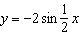 y = −2 sin 1/2 x